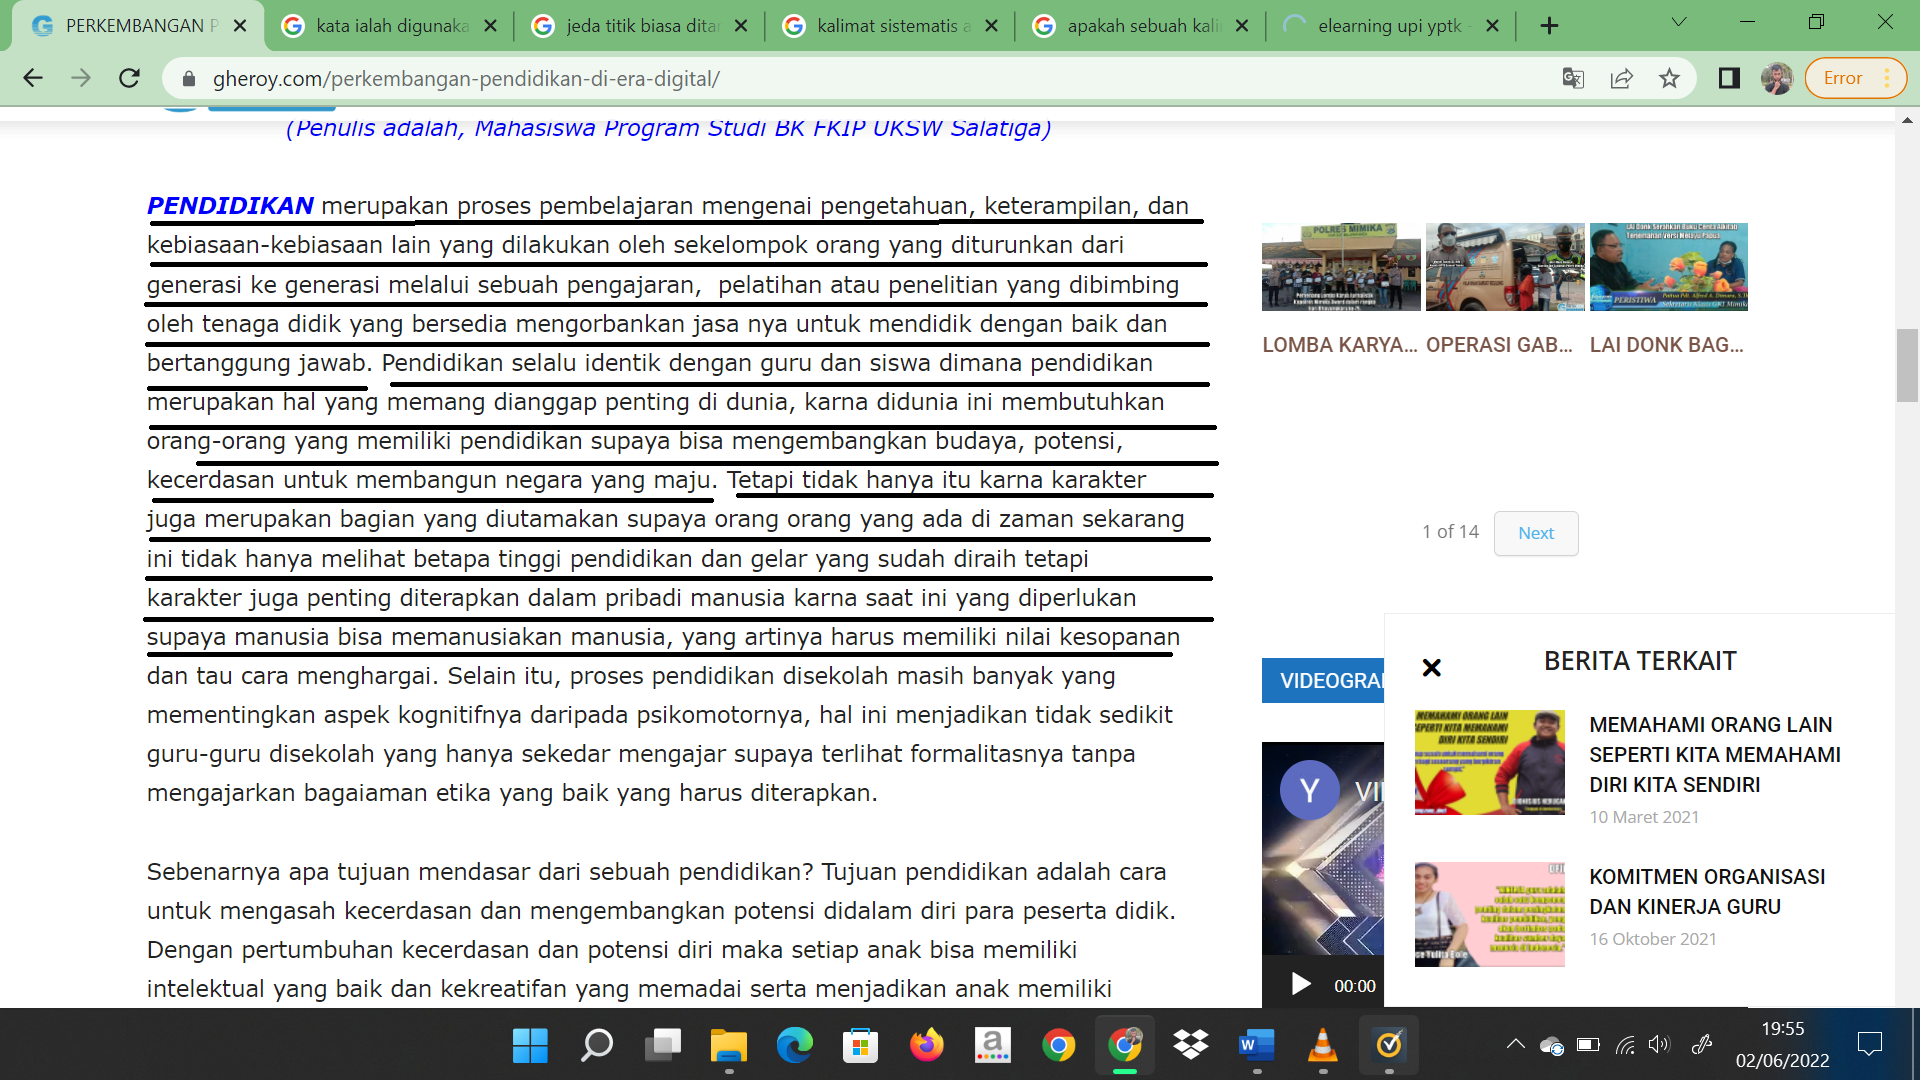 PERKEMBANGAN P
kata ialah digunaka
jeda titik biasa dita
kalimat sistematis a
apakah sebuah kali
elearning upi yptk -
gheroy.com/perkembangan-pendidikan-di-era-digital/
Error
(Penulis adalah, Mahasiswa Program Studi BK FKIP UKSW Salatiga)
PENDIDIKAN merupakan proses pembelajaran mengenai pengetahuan, keterampilan, dan
kebiasaan-kebiasaan lain yang dilakukan oleh sekelompok orang yang diturunkan dari
generasi ke generasi melalui sebuah pengajaran,  pelatihan atau penelitian yang dibimbing
oleh tenaga didik yang bersedia mengorbankan jasa nya untuk mendidik dengan baik dan
bertanggung jawab. Pendidikan selalu identik dengan guru dan siswa dimana pendidikan
merupakan hal yang memang dianggap penting di dunia, karna didunia ini membutuhkan
orang-orang yang memiliki pendidikan supaya bisa mengembangkan budaya, potensi,
kecerdasan untuk membangun negara yang maju. Tetapi tidak hanya itu karna karakter
juga merupakan bagian yang diutamakan supaya orang orang yang ada di zaman sekarang
ini tidak hanya melihat betapa tinggi pendidikan dan gelar yang sudah diraih tetapi
karakter juga penting diterapkan dalam pribadi manusia karna saat ini yang diperlukan
supaya manusia bisa memanusiakan manusia, yang artinya harus memiliki nilai kesopanan
dan tau cara menghargai. Selain itu, proses pendidikan disekolah masih banyak yang
mementingkan aspek kognitifnya daripada psikomotornya, hal ini menjadikan tidak sedikit
guru-guru disekolah yang hanya sekedar mengajar supaya terlihat formalitasnya tanpa
mengajarkan bagaiaman etika yang baik yang harus diterapkan.
Sebenarnya apa tujuan mendasar dari sebuah pendidikan? Tujuan pendidikan adalah cara
untuk mengasah kecerdasan dan mengembangkan potensi didalam diri para peserta didik.
Dengan pertumbuhan kecerdasan dan potensi diri maka setiap anak bisa memiliki
intelektual yang baik dan kekreatifan yang memadai serta menjadikan anak memiliki
POLRES MIMIKA
PERISTIWA
LOMBA KARYA... OPERASI GAB... LAI DONK BAG...
1 of 14 Next
VIDEOGRA
Y VI
00:00
BERITA TERKAIT
MEMAHAMI ORANG LAIN
SEPERTI KITA MEMAHAMI
DIRI KITA SENDIRI
MEMAHAMI ORANG LAIN
SEPERTI KITA MEMAHAMI
DIRI KITA SENDIRI
10 Maret 2021
KOMITMEN ORGANISASI
DAN KINERJA GURU
16 Oktober 2021
19:55
02/06/2022